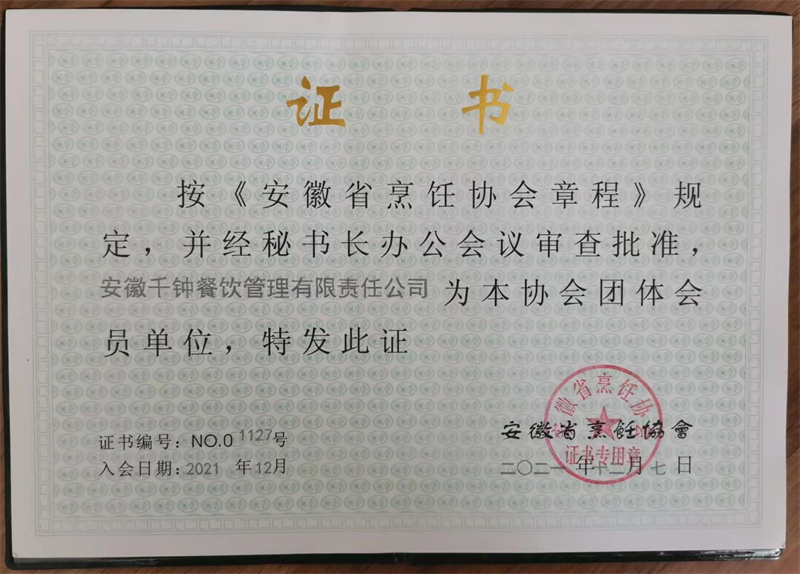 证书
按《安徽省烹饪协会章程》规
定，并经秘书长办公会议审查批准，
安徽千钟餐饮管理有限责任公司 为本协会团体会
员单位，特发此证
证书编号：NO.01127号
入会日期：2021 年12月
安徽省烹飪協會
二〇二一年十二月七日
安徽省烹饪协会
证书专用章